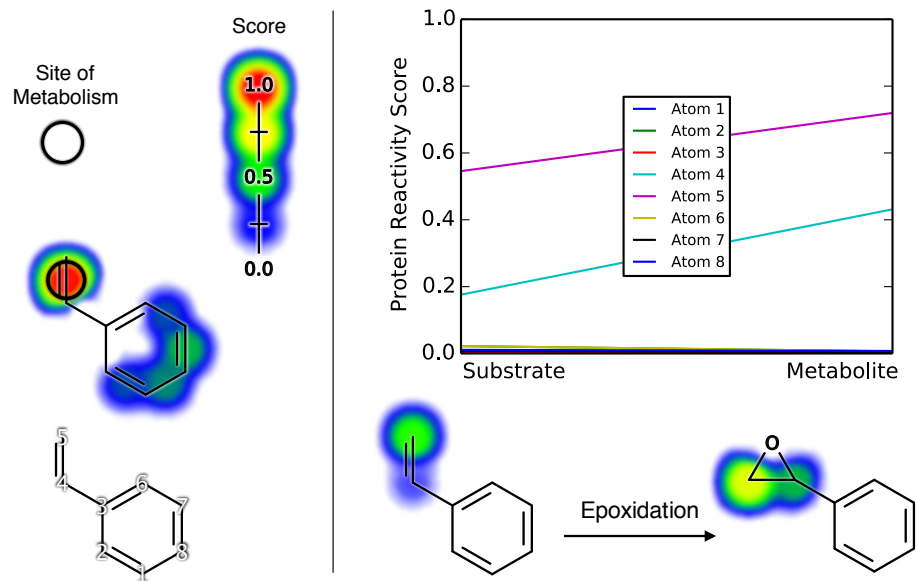 Score
Site of
Metabolism
1.0
0.5
0.0
5
4
3
6
7
2
8
1
Protein Reactivity Score
1.0
0.8
0.6
0.4
0.2
0.0
Atom 1
Atom 2
Atom 3
Atom 4
Atom 5
Atom 6
Atom 7
Atom 8
Substrate
Metabolite
Epoxidation
O